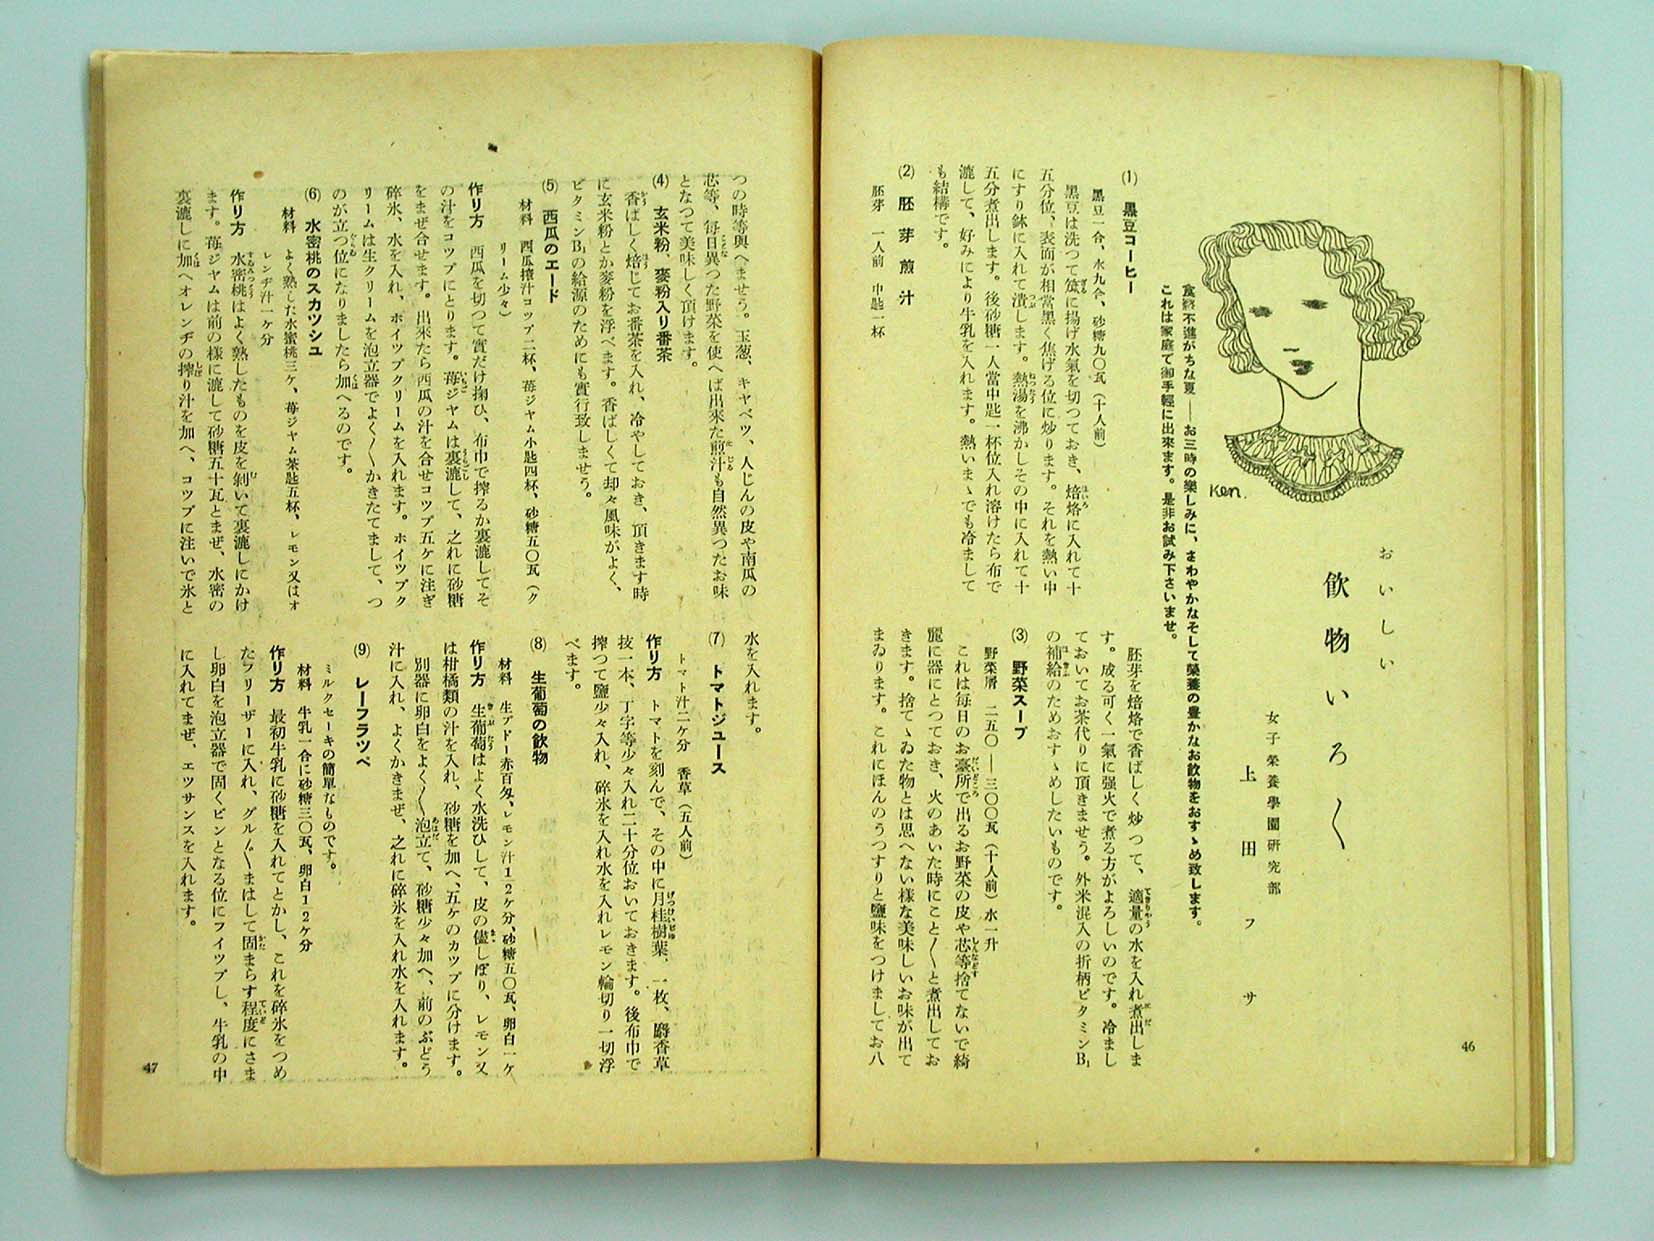 おいしい
飲物いろ〱
女子榮養學園研究部
上田フサ
Ken.
食慾不進がちな夏――お三時の樂しみに、さわやかなそして榮養の豊かなお飲物をおすゝめ致します。
これは家庭で御手輕に出來ます。是非お試み下さいませ。
(1) 黒豆コーヒー
黒豆一合、水九合、砂糖九〇瓦(十人前)
黒豆は洗つて笊に揚げ水氣を切つておき、焙烙に入れて十
五分位、表面が相當黒く焦げる位に炒ります。それを熱い中
にすり鉢に入れて潰します。熱湯を沸かしその中に入れて十
五分煮出します。後砂糖一人當中匙一杯位入れ溶けたら布で
漉して、好みにより牛乳を入れます。熱いまゝでも冷まして
も結構です。
(2) 胚芽煎汁
胚芽 一人前 中匙一杯
胚芽を焙烙で香ばしく炒つて、適量の水を入れ煮出しま
す。成る可く一氣に强火で煮る方がよろしいのです。冷まし
ておいてお茶代りに頂きませう。外米混入の折柄ビタミンB₁
の補給のためおすゝめしたいものです。
(3) 野菜スープ
野菜屑 二五〇―三〇〇瓦(十人前)水一升
これは每日のお臺所で出るお野菜の皮や芯等捨てないで綺
麗に器にとつておき、火のあいた時にこと〱と煮出してお
きます。捨てゝゐた物とは思へない樣な美味しいお味が出て
まゐります。これにほんのうつすりと鹽味をつけましてお八
46
つの時等與へませう。玉葱、キャベツ、人じんの皮や南瓜の
芯等、每日異つた野菜を使へば出來た煎汁も自然異つたお味
となつて美味しく頂けます。
(4) 玄米粉、麥粉入り番茶
香ばしく焙じてお番茶を入れ、冷やしておき、頂きます時
に玄米粉とか麥粉を浮べます。香ばしくて却々風味がよく、
ビタミンB₁の給源のためにも實行致しませう。
(5) 西瓜のエード
材料 西瓜壤汁コツプ二杯、苺ジャム小匙四杯、砂糖五〇瓦(ク
リーム少々)
作り方 西瓜を切つて實だけ掬ひ、布巾で搾るか裏漉してそ
の汁をコツプにとります。苺ジャムは裏漉して、之れに砂糖
をまぜ合せます。出來たら西瓜の汁を合せコツプ五ケに注ぎ
碎氷、水を入れ、ホイツプクリームを入れます。ホイツプク
リームは生クリームを泡立器でよく〱かきたてまして、つ
のが立つ位になりましたら加へるのです。
(6) 水密桃のスカツシユ
材料 よく熟した水蜜桃三ケ、苺ジャム茶匙五杯、レモン又はオ
レンヂ汁一ケ分
作り方 水密桃はよく熟したものを皮を剝いて裏漉しにかけ
ます。苺ジャムは前の樣に漉して砂糖五十瓦とまぜ、水密の
裏漉しに加へオレンヂの搾り汁を加へ、コツプに注いで氷と
水を入れます。
(7) トマトジユース
トマト汁二ケ分 香草(五人前)
作り方 トマトを刻んで、その中に月桂樹葉、一枚、麝香草
技一本、丁字等少々入れ二十分位おいておきます。後布巾で
搾つて鹽少々入れ、碎氷を入れ水を入れレモン輪切り一切浮
べます。
(8) 生葡萄の飲物
材料 生ブドー赤百匁、レモン汁1 2ケ分、砂糖五〇瓦、卵白一ケ
作り方 生葡萄はよく水洗ひして、皮の儘しぼり、レモン又
は柑橘類の汁を入れ、砂糖を加へ、五ケのカツプに分けます。
別器に卵白をよく〱泡立て、砂糖少々加へ、前のぶどう
汁に入れ、よくかきまぜ、之れに碎氷を入れ水を入れます。
(9) レーフラツペ
ミルクセーキの簡單なものです。
材料 牛乳一合に砂糖三〇瓦、卵白1 2ケ分
作り方 最初牛乳に砂糖を入れてとかし、これを碎氷をつめ
たフリーザーに入れ、グル〱まはして固まらす程度にさま
し卵白を泡立器で固くピンとなる位にフイツプし、牛乳の中
に入れてまぜ、エツサンスを入れます。
47